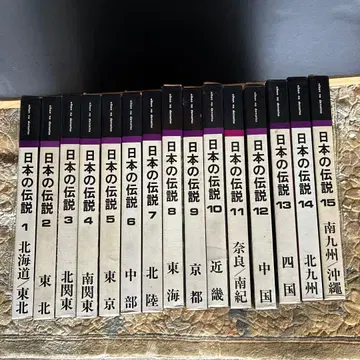 日本の伝説 1 北海道/東北
日本の伝説 2 東北
日本の伝説 3 北関東
日本の伝説 4 南関東
日本の伝説 5 東京
日本の伝説 6 中部
日本の伝説 7 北陸
日本の伝説 8 東海
日本の伝説 9 京都
日本の伝説 10 近畿
日本の伝説 11 奈良/南紀
日本の伝説 12 中国
日本の伝説 13 四国
日本の伝説 14 北九州
日本の伝説 15 南九州/沖縄